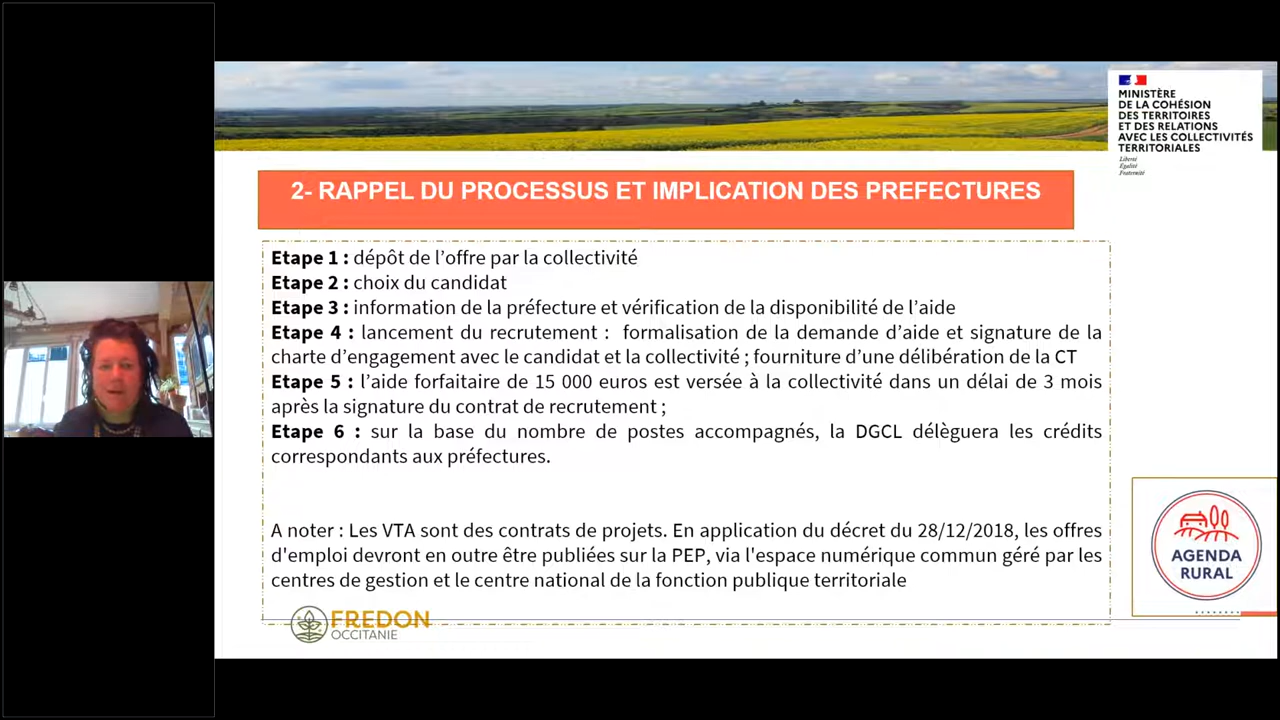 MINISTÈRE
DE LA COHÉSION
DES TERRITOIRES
ET DES RELATIONS
AVEC LES COLLECTIVITÉS
TERRITORIALES
Liberté
Égalité
Fraternité
2- RAPPEL DU PROCESSUS ET IMPLICATION DES PREFECTURES
Etape 1 : dépôt de l’offre par la collectivité
Etape 2 : choix du candidat
Etape 3 : information de la préfecture et vérification de la disponibilité de l’aide
Etape 4 : lancement du recrutement : formalisation de la demande d’aide et signature de la
charte d’engagement avec le candidat et la collectivité ; fourniture d’une délibération de la CT
Etape 5 : l’aide forfaitaire de 15 000 euros est versée à la collectivité dans un délai de 3 mois
après la signature du contrat de recrutement ;
Etape 6 : sur la base du nombre de postes accompagnés, la DGCL délèguera les crédits
correspondants aux préfectures.
A noter : Les VTA sont des contrats de projets. En application du décret du 28/12/2018, les offres
d'emploi devront en outre être publiées sur la PEP, via l'espace numérique commun géré par les
centres de gestion et le centre national de la fonction publique territoriale
AGENDA
RURAL
FREDON
OCCITANIE